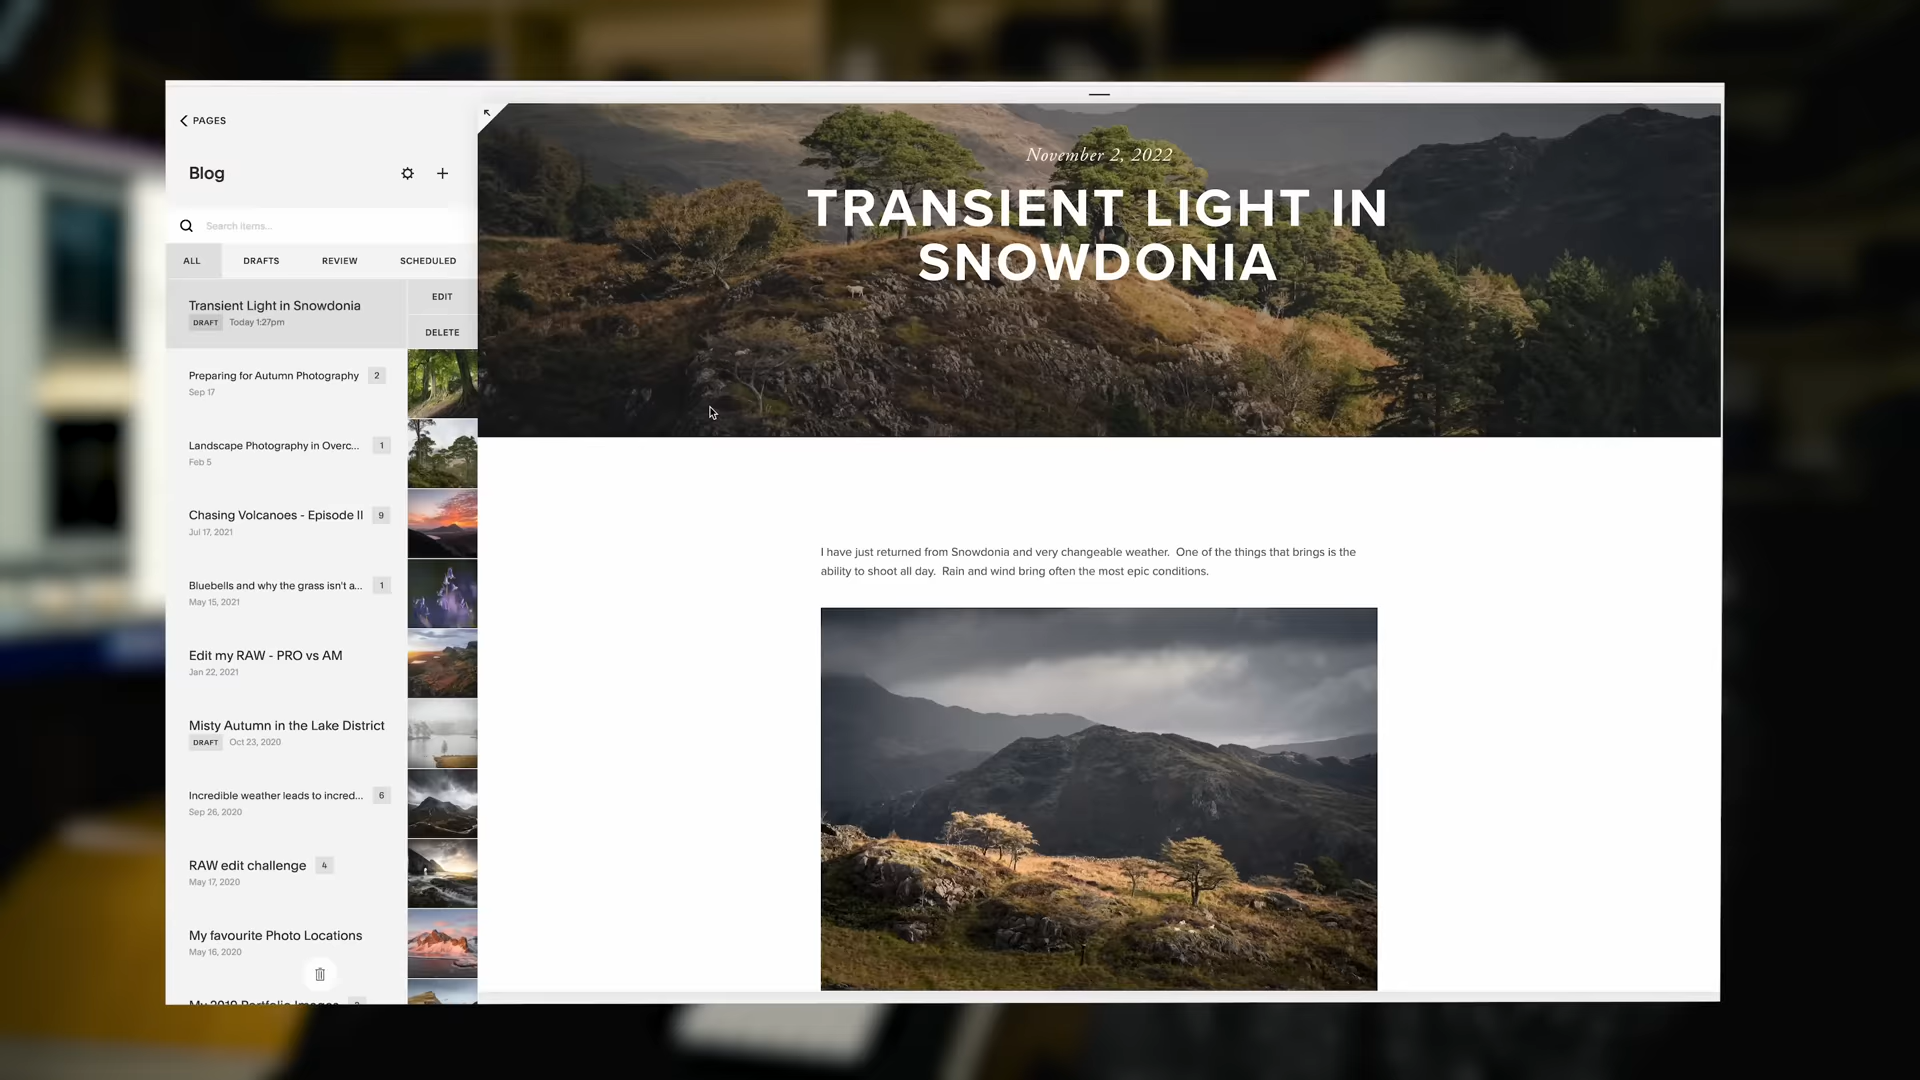 PAGES
Blog
Search items...
ALL DRAFTS REVIEW SCHEDULED
Transient Light in Snowdonia
DRAFT Today 1:27pm
EDIT
DELETE
Preparing for Autumn Photography 2
Sep 17
Landscape Photography in Overc... 1
Feb 5
Chasing Volcanoes - Episode II 9
Jul 17, 2021
Bluebells and why the grass isn't a... 1
May 15, 2021
Edit my RAW - PRO vs AM
Jan 22, 2021
Misty Autumn in the Lake District
DRAFT Oct 23, 2020
Incredible weather leads to incred... 6
Sep 26, 2020
RAW edit challenge 4
May 17, 2020
My favourite Photo Locations
May 16, 2020
My 2019 Portfolio Images
November 2, 2022
TRANSIENT LIGHT IN
SNOWDONIA
I have just returned from Snowdonia and very changeable weather. One of the things that brings is the
ability to shoot all day. Rain and wind bring often the most epic conditions.